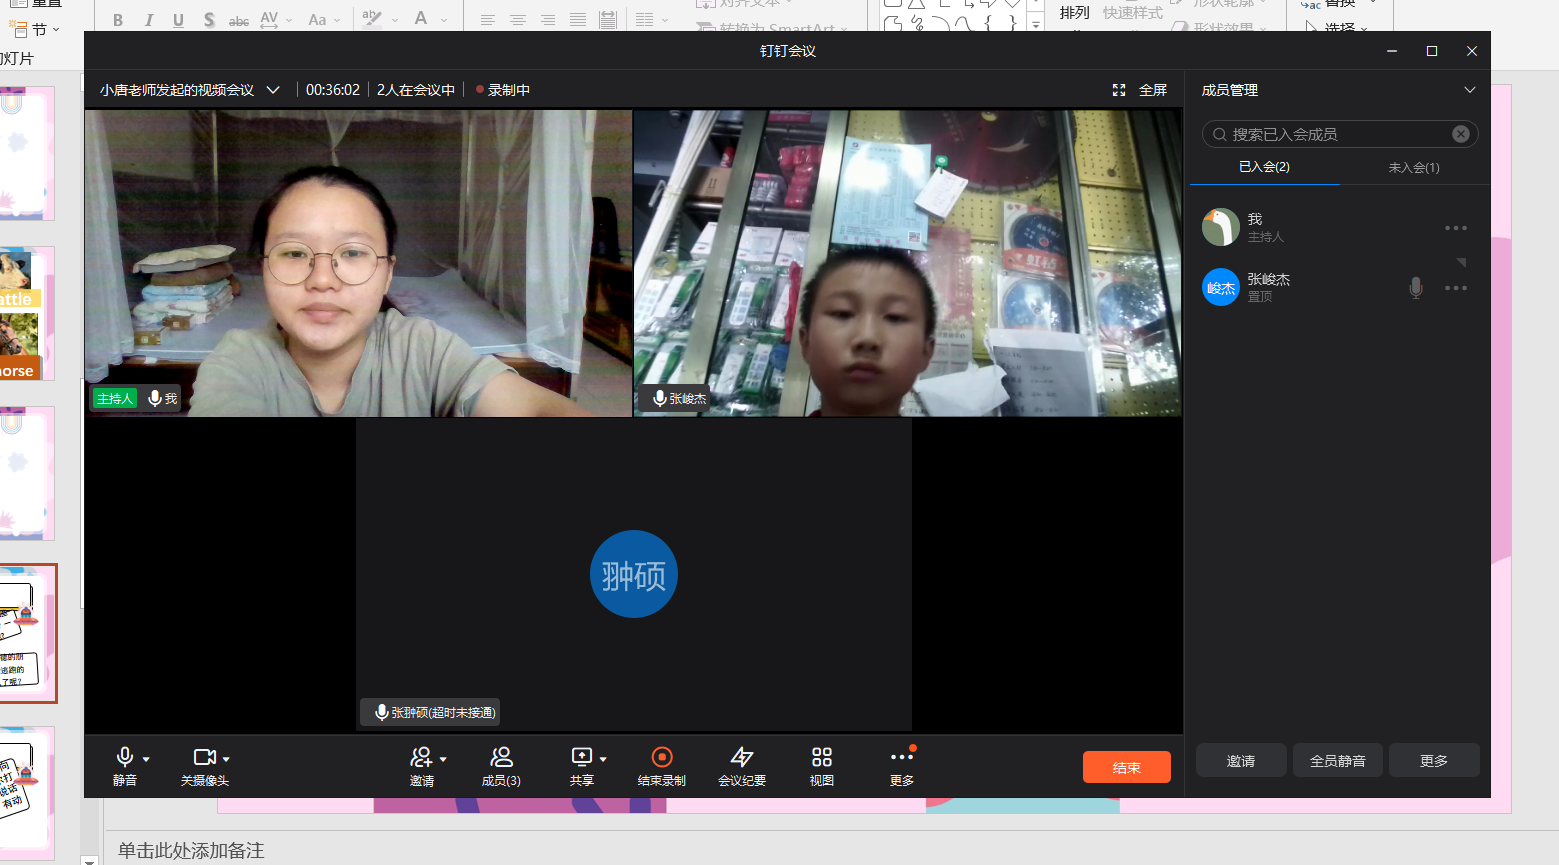 重置
节
幻灯片
B I U S abc AV Aa ab A
对齐文本
转换为 SmartArt
排列
快速样式
形状轮廓
形状效果
替换
选择
钉钉会议
小唐老师发起的视频会议
00:36:02
2人在会议中
录制中
全屏
成员管理
搜索已入会成员
已入会(2)
未入会(1)
我
主持人
峻杰
张峻杰
置顶
主持人
我
张峻杰
翀硕
张翀硕(超时未接通)
静音
关摄像头
邀请
成员(3)
共享
结束录制
会议纪要
视图
更多
结束
邀请
全员静音
更多
attle
horse
单击此处添加备注